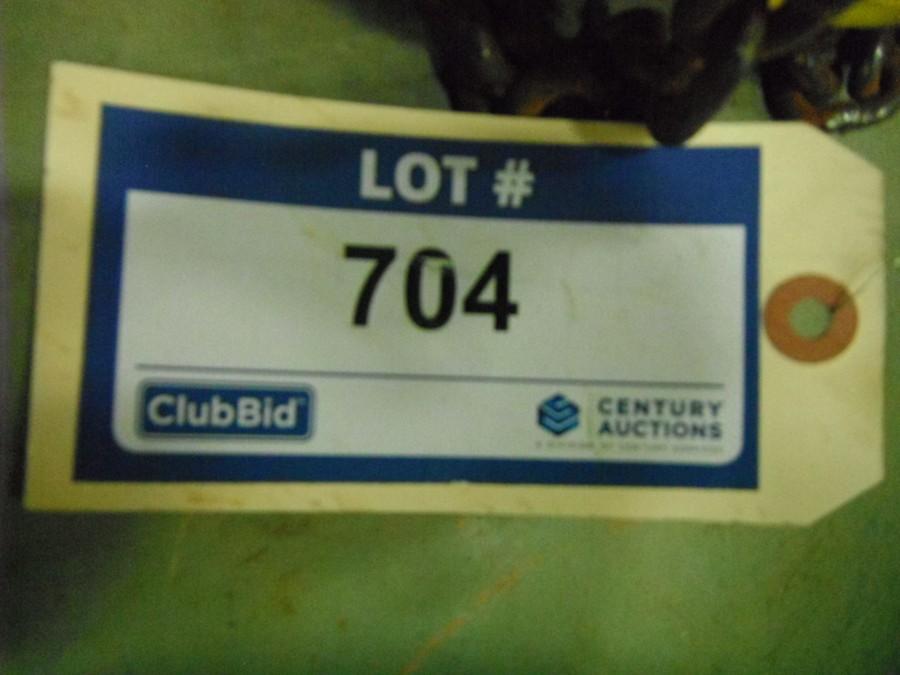 LOT #
704
ClubBid
CENTURY
AUCTIONS